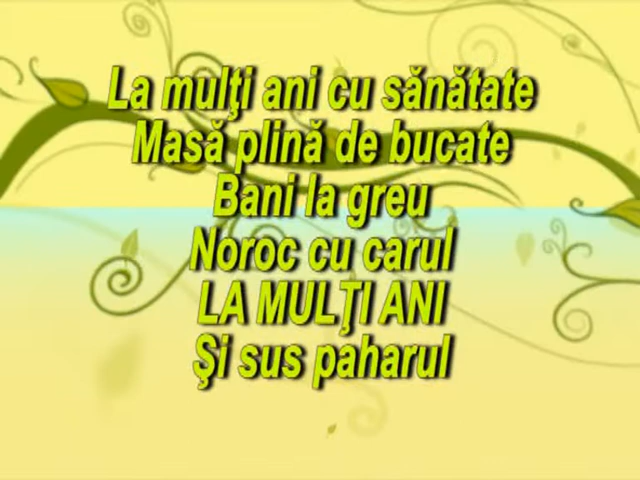 La mulţi ani cu sănătate
Masă plină de bucate
Bani la greu
Noroc cu carul
LA MULŢI ANI
Şi sus paharul